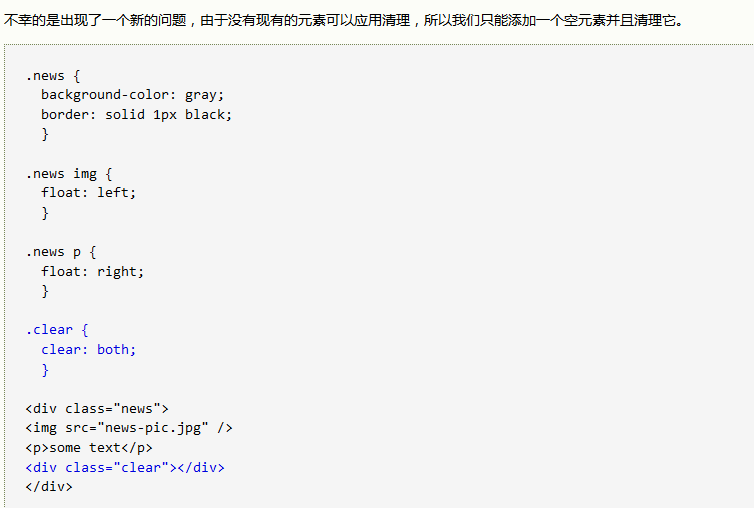 不幸的是出现了一个新的问题，由于没有现有的元素可以应用清理，所以我们只能添加一个空元素并且清理它。
.news {
  background-color: gray;
  border: solid 1px black;
  }
.news img {
  float: left;
  }
.news p {
  float: right;
  }
.clear {
  clear: both;
  }
<div class="news">
<img src="news-pic.jpg" />
<p>some text</p>
<div class="clear"></div>
</div>